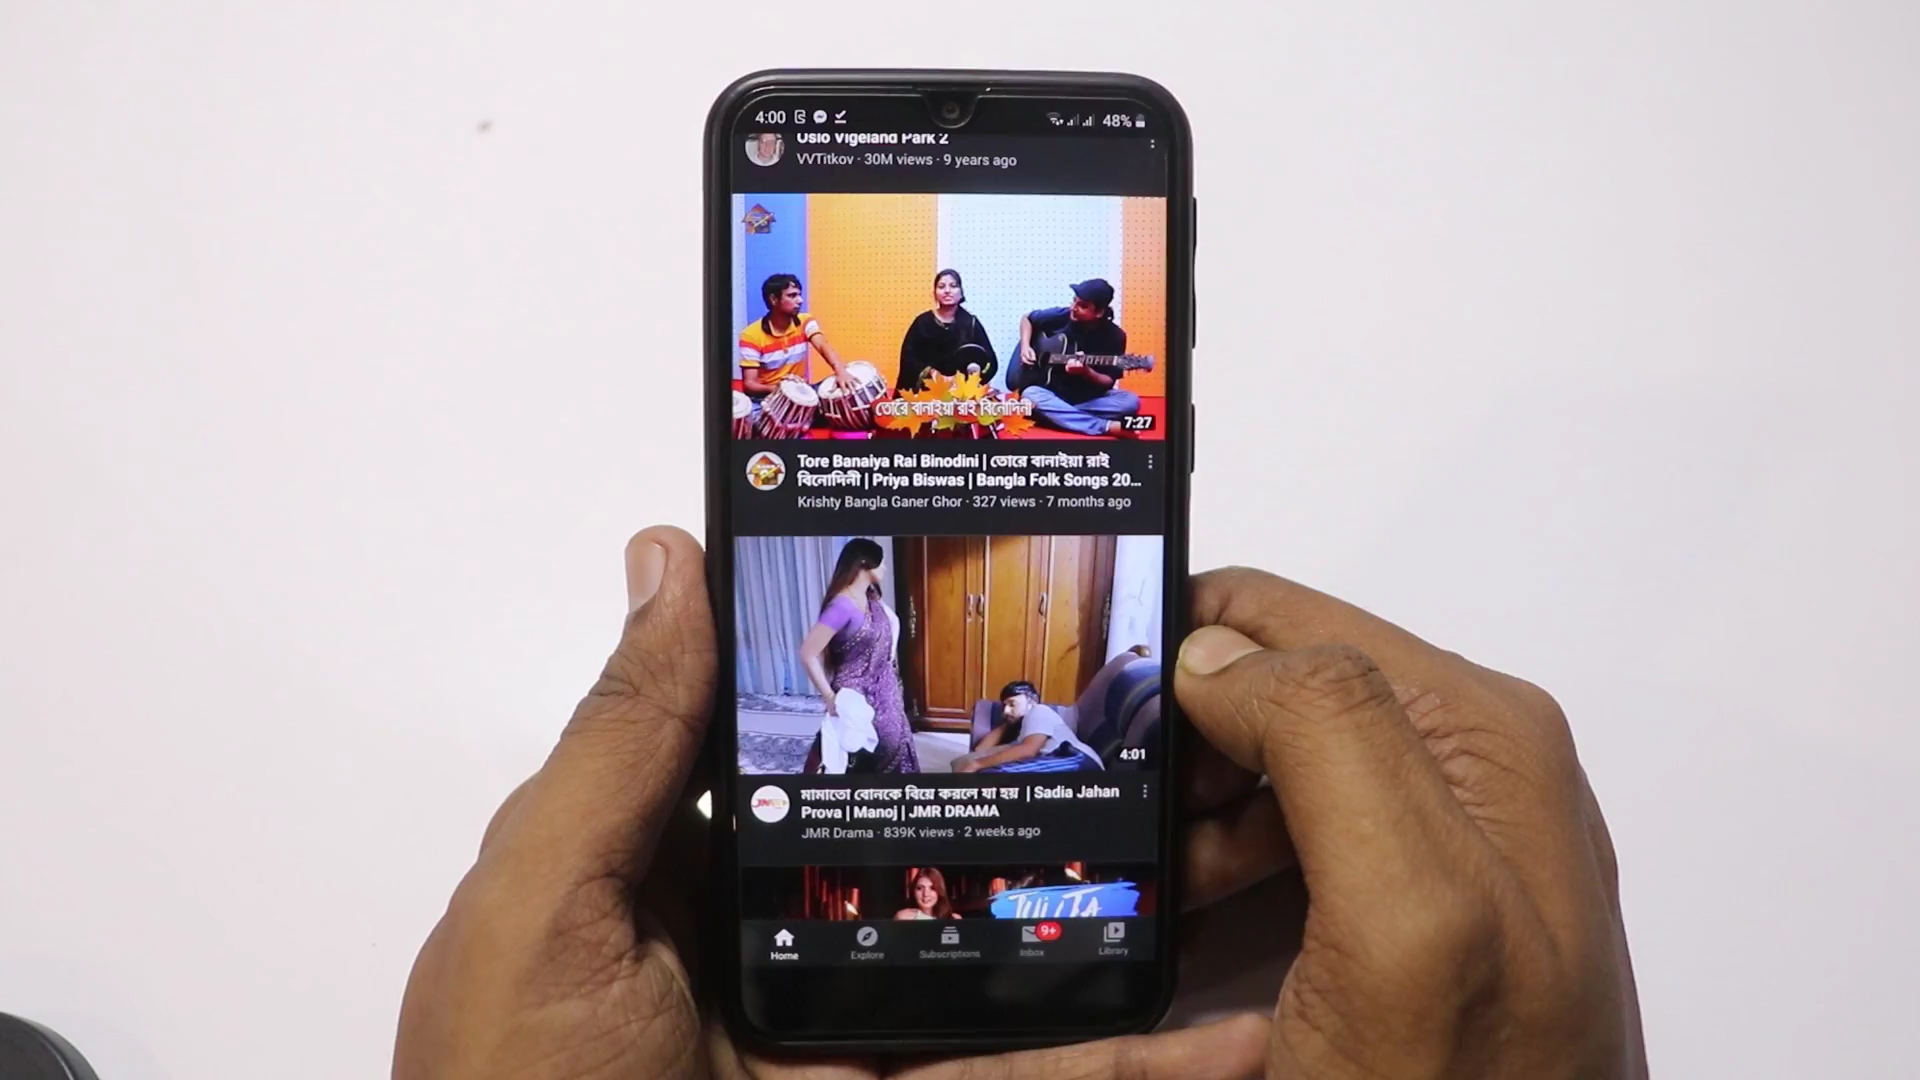 4:00 48%
Oslo Vigeland Park 2
VVTitkov · 30M views · 9 years ago
তোরে বানাইয়া রাই বিনোদিনী
7:27
Tore Banaiya Rai Binodini | তোরে বানাইয়া রাই
বিনোদিনী | Priya Biswas | Bangla Folk Songs 20...
Krishty Bangla Ganer Ghor · 327 views · 7 months ago
4:01
মামাতো বোনকে বিয়ে করলে যা হয় | Sadia Jahan
Prova | Manoj | JMR DRAMA
JMR Drama · 839K views · 2 weeks ago
9+
Home Explore Subscriptions Inbox Library